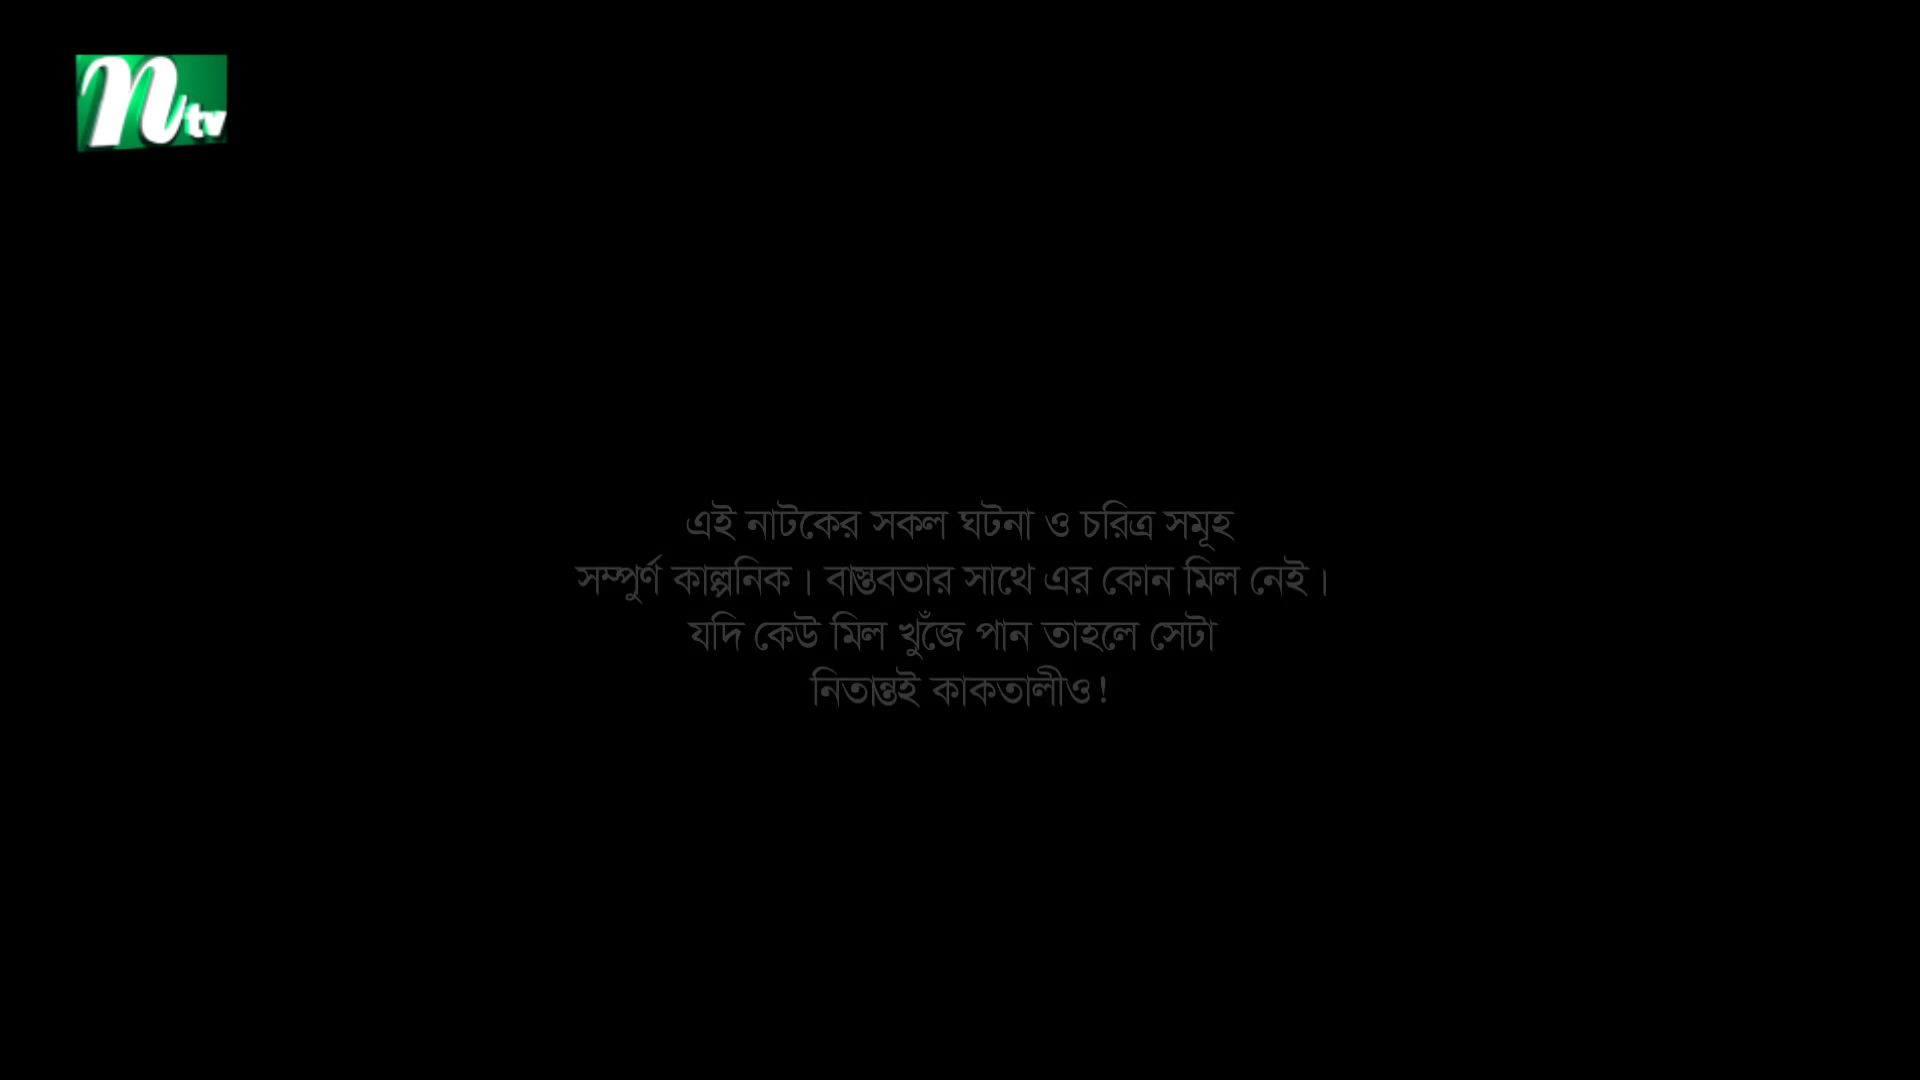 ntv
এই নাটকের সকল ঘটনা ও চরিত্র সমূহ
সম্পুর্ণ কাল্পনিক। বাস্তবতার সাথে এর কোন মিল নেই।
যদি কেউ মিল খুঁজে পান তাহলে সেটা
নিতান্তই কাকতালীও!